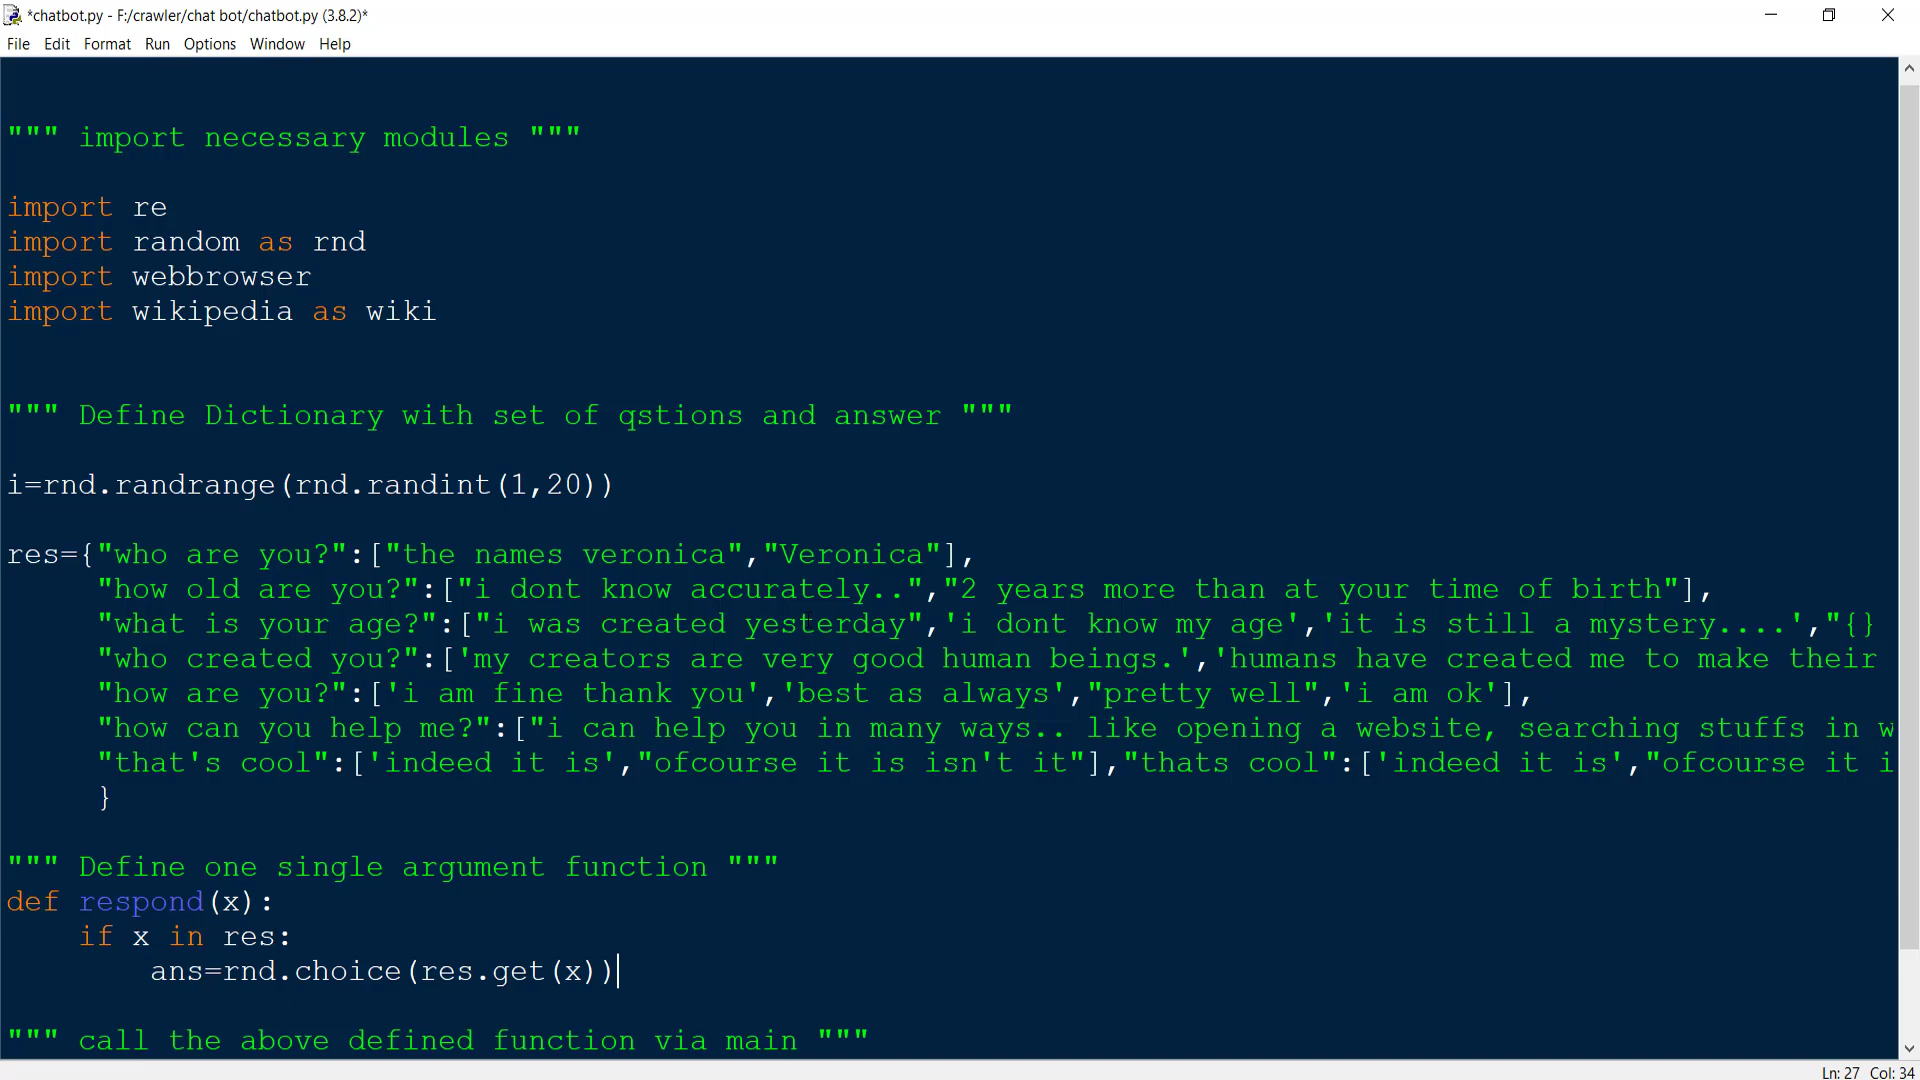 *chatbot.py - F:/crawler/chat bot/chatbot.py (3.8.2)*
File Edit Format Run Options Window Help
""" import necessary modules """
import re
import random as rnd
import webbrowser
import wikipedia as wiki
""" Define Dictionary with set of qstions and answer """
i=rnd.randrange(rnd.randint(1,20))
res={"who are you?":["the names veronica","Veronica"],
"how old are you?":["i dont know accurately..","2 years more than at your time of birth"],
"what is your age?":["i was created yesterday",'i dont know my age','it is still a mystery....',"{}
"who created you?":['my creators are very good human beings.','humans have created me to make their
"how are you?":['i am fine thank you','best as always',"pretty well",'i am ok'],
"how can you help me?":["i can help you in many ways.. like opening a website, searching stuffs in w
"that's cool":['indeed it is',"ofcourse it is isn't it"],"thats cool":['indeed it is',"ofcourse it i
}
""" Define one single argument function """
def respond(x):
if x in res:
ans=rnd.choice(res.get(x))
""" call the above defined function via main """
Ln: 27 Col: 34